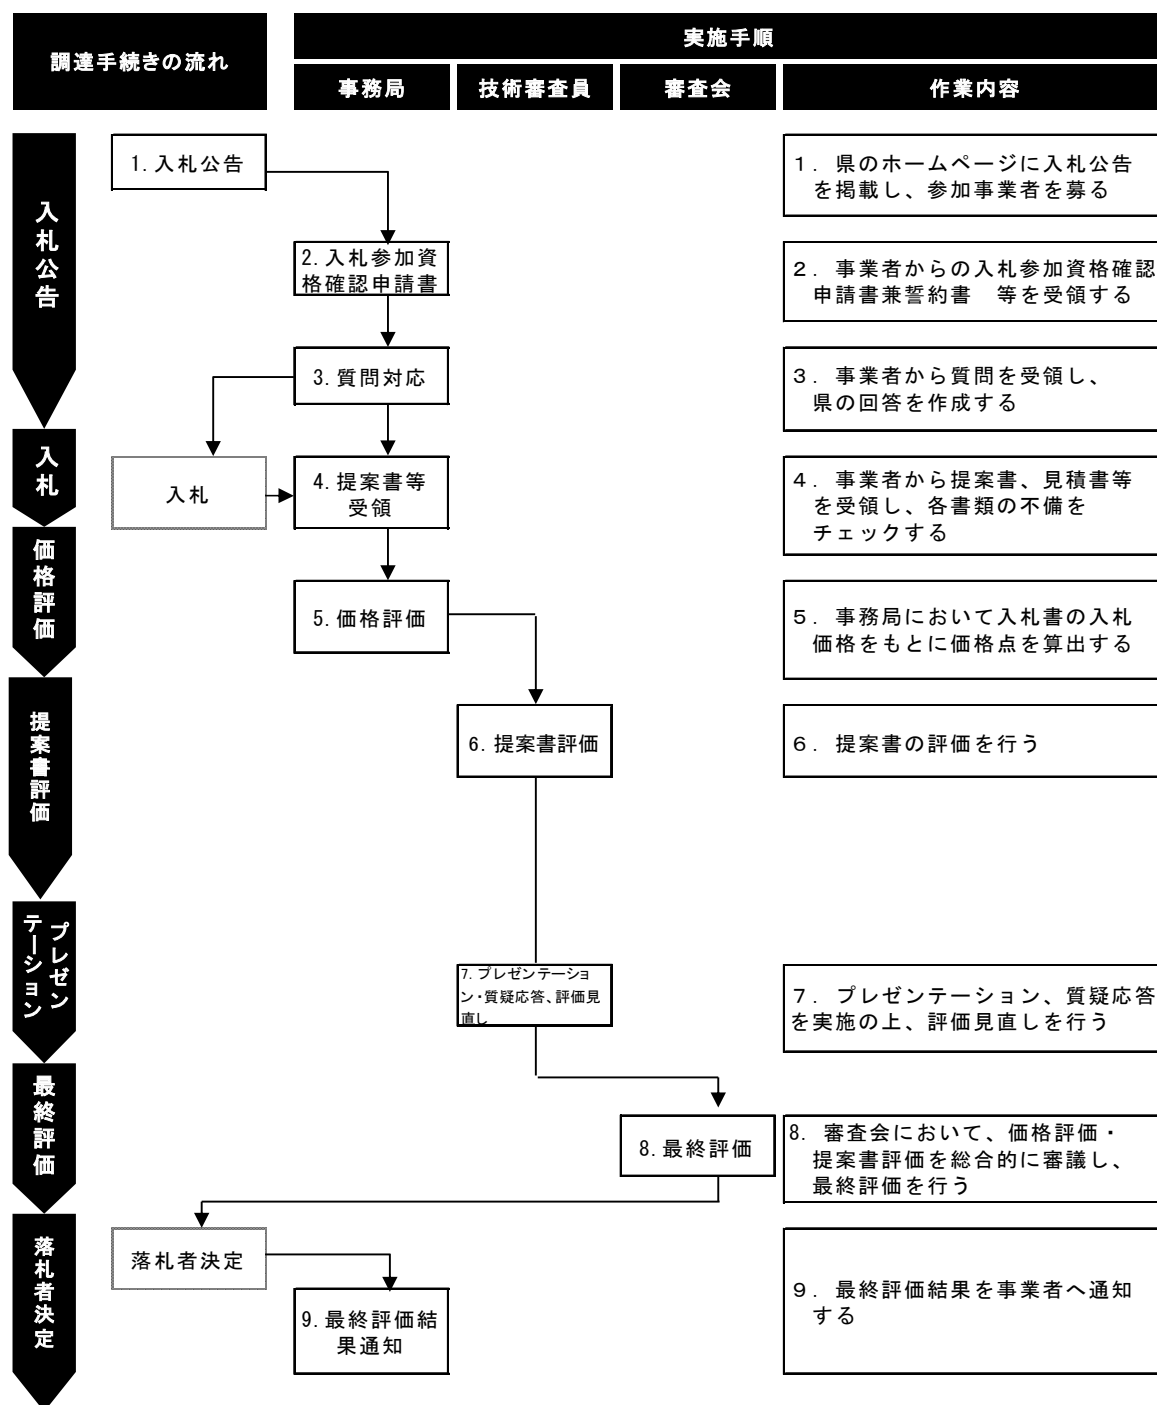 調達手続きの流れ
実施手順
事務局
技術審査員
審査会
作業内容
入札公告
1.入札公告
1. 県のホームページに入札公告
を掲載し、参加事業者を募る
2.入札参加資
格確認申請書
2. 事業者からの入札参加資格確認
申請書兼誓約書　等を受領する
3.質問対応
3. 事業者から質問を受領し、
県の回答を作成する
入札
入札
4.提案書等
受領
4. 事業者から提案書、見積書等
を受領し、各書類の不備を
チェックする
価格評価
5.価格評価
5. 事務局において入札書の入札
価格をもとに価格点を算出する
提案書評価
6.提案書評価
6. 提案書の評価を行う
プレゼン
テーション
7.プレゼンテーショ
ン・質疑応答、評価見
直し
7. プレゼンテーション、質疑応答
を実施の上、評価見直しを行う
最終評価
8.最終評価
8. 審査会において、価格評価・
提案書評価を総合的に審議し、
最終評価を行う
落札者決定
落札者決定
9.最終評価結
果通知
9. 最終評価結果を事業者へ通知
する